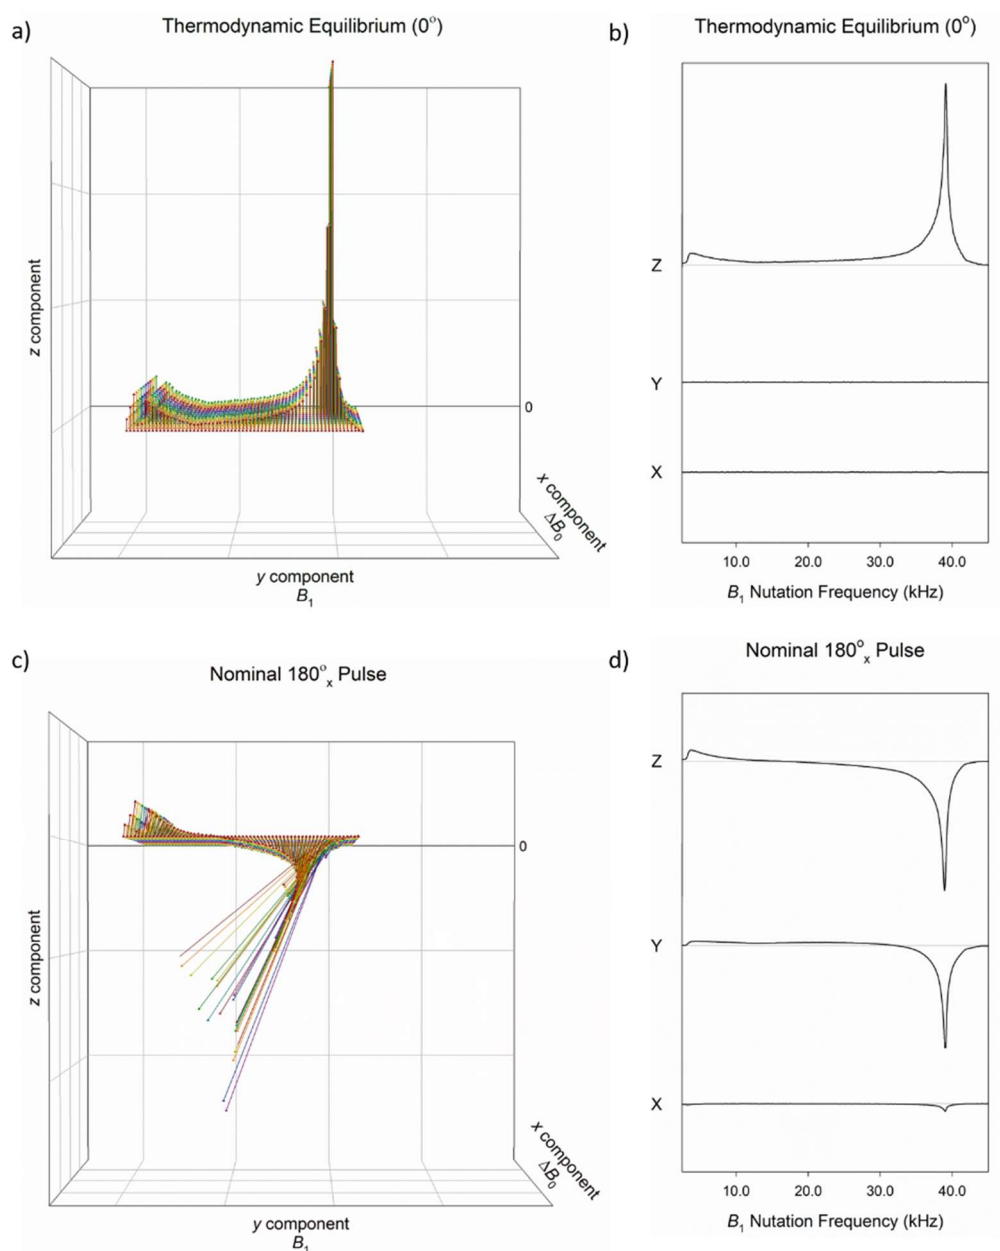 a)
Thermodynamic Equilibrium (0°)
z component
0
x component
ΔB₀
y component
B₁
b)
Thermodynamic Equilibrium (0°)
Z
Y
X
10.0 20.0 30.0 40.0
B₁ Nutation Frequency (kHz)
c)
Nominal 180°ₓ Pulse
z component
0
x component
ΔB₀
y component
B₁
d)
Nominal 180°ₓ Pulse
Z
Y
X
10.0 20.0 30.0 40.0
B₁ Nutation Frequency (kHz)